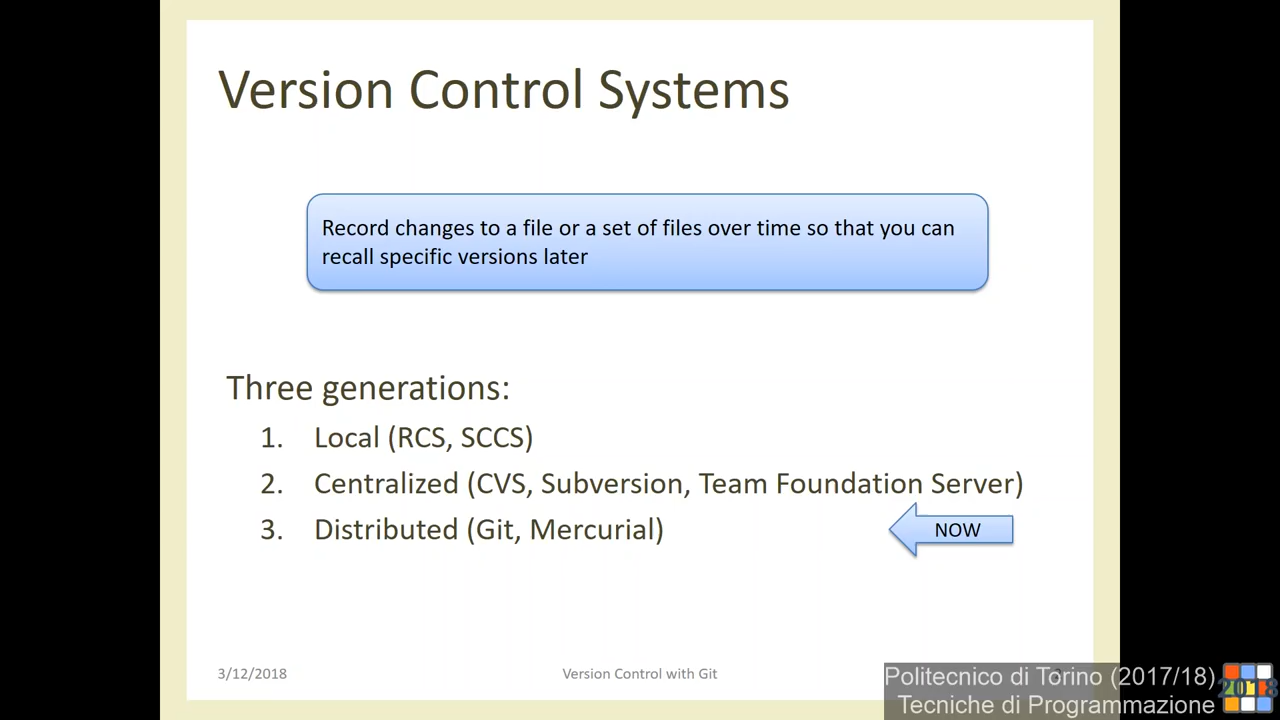 Version Control Systems
Record changes to a file or a set of files over time so that you can
recall specific versions later
Three generations:
1. Local (RCS, SCCS)
2. Centralized (CVS, Subversion, Team Foundation Server)
3. Distributed (Git, Mercurial)
NOW
3/12/2018
Version Control with Git
Politecnico di Torino (2017/18)
Tecniche di Programmazione
2018